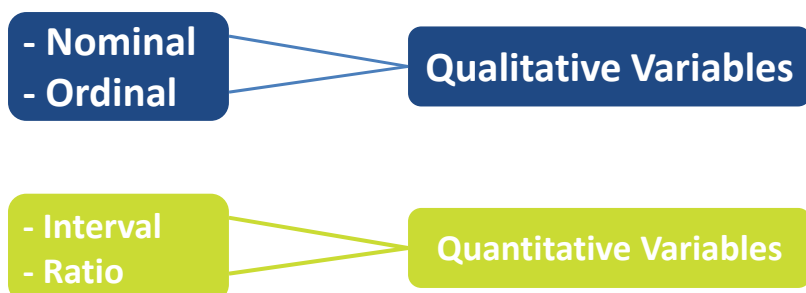 - Nominal
- Ordinal
Qualitative Variables
- Interval
- Ratio
Quantitative Variables